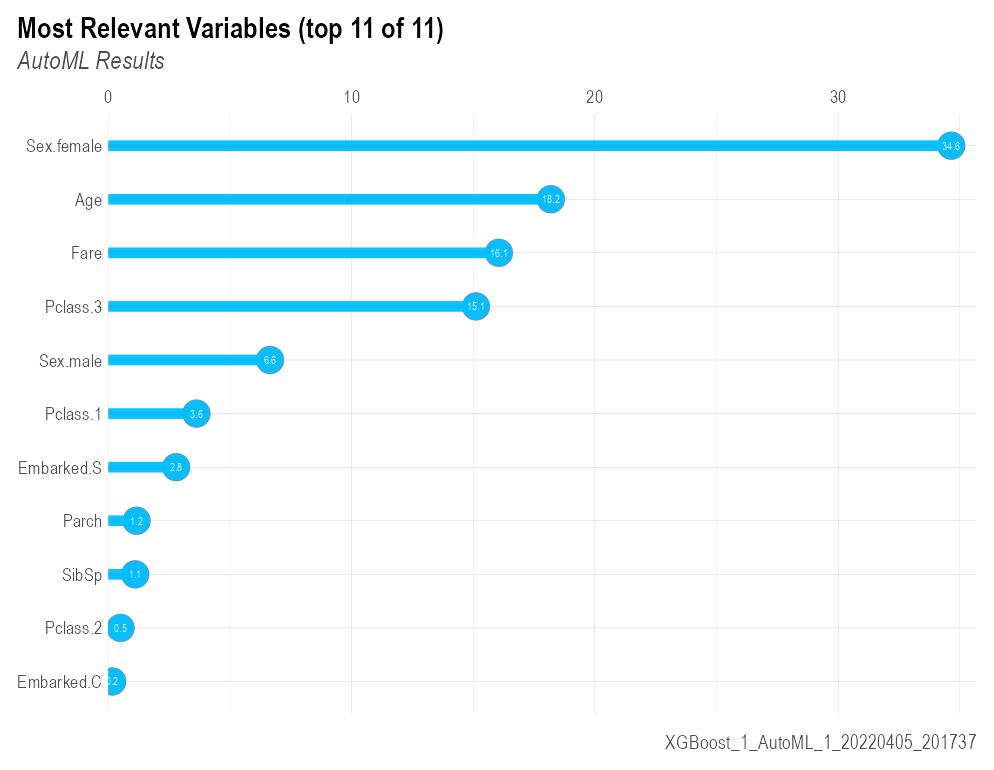 Most Relevant Variables (top 11 of 11)
AutoML Results
0 10 20 30
Sex.female 34.6
Age 18.2
Fare 16.1
Pclass.3 15.1
Sex.male 6.6
Pclass.1 3.6
Embarked.S 2.8
Parch 1.2
SibSp 1.1
Pclass.2 0.5
Embarked.C 0.2
XGBoost_1_AutoML_1_20220405_201737